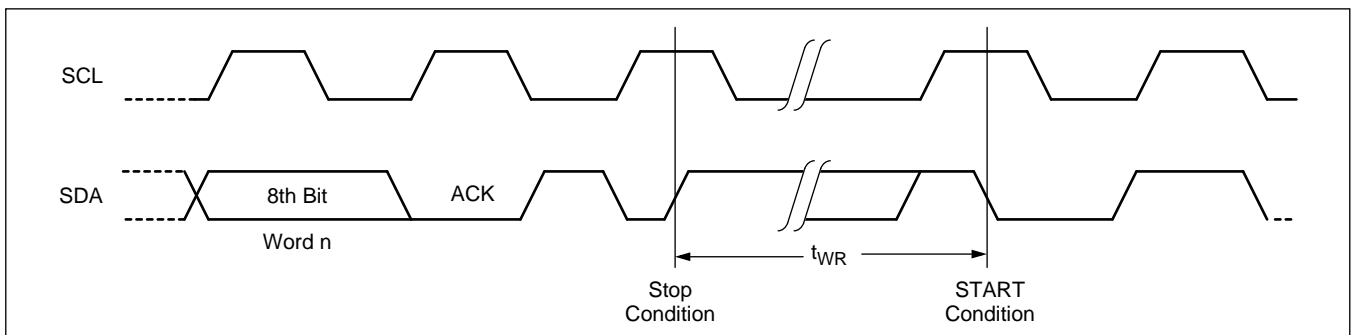 SCL
SDA
8th Bit
ACK
Word n
tWR
Stop
Condition
START
Condition